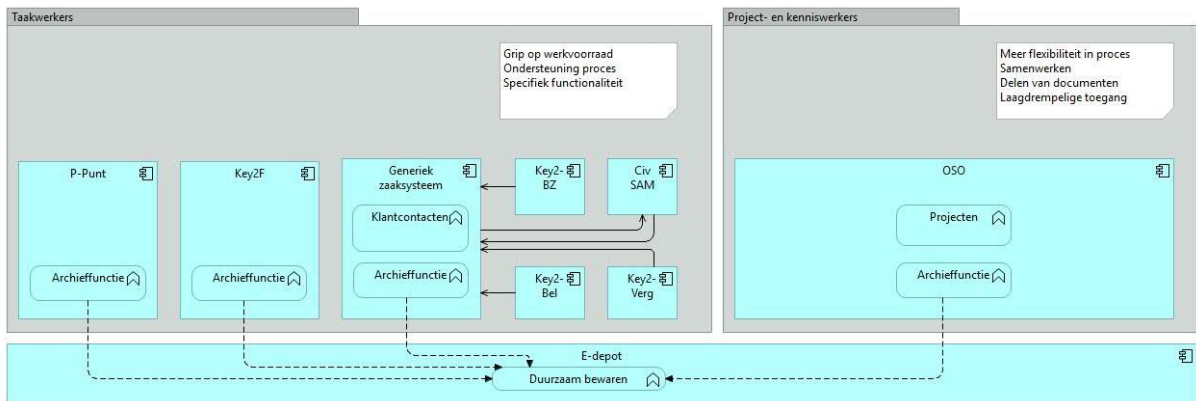 Taakwerkers
Grip op werkvoorraad
Ondersteuning proces
Specifiek functionaliteit
P-Punt
Archieffunctie
Key2F
Archieffunctie
Generiek
zaaksysteem
Klantcontacten
Archieffunctie
Key2-
BZ
Civ
SAM
Key2-
Bel
Key2-
Verg
Project- en kenniswerkers
Meer flexibiliteit in proces
Samenwerken
Delen van documenten
Laagdrempelige toegang
OSO
Projecten
Archieffunctie
E-depot
Duurzaam bewaren